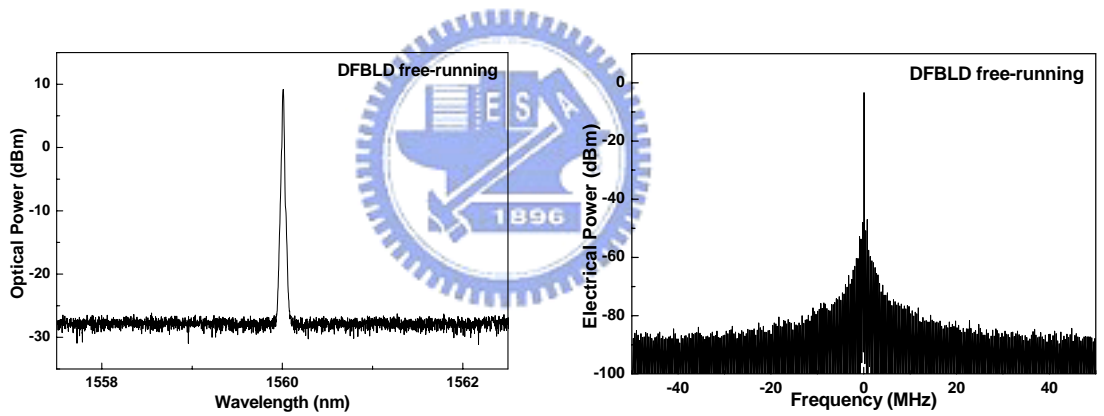 DFBLD free-running
Optical Power (dBm)
10
0
-10
-20
-30
1558
1560
1562
Wavelength (nm)
E S A
1896
DFBLD free-running
Electrical Power (dBm)
0
-20
-40
-60
-80
-100
-40
-20
0
20
40
Frequency (MHz)